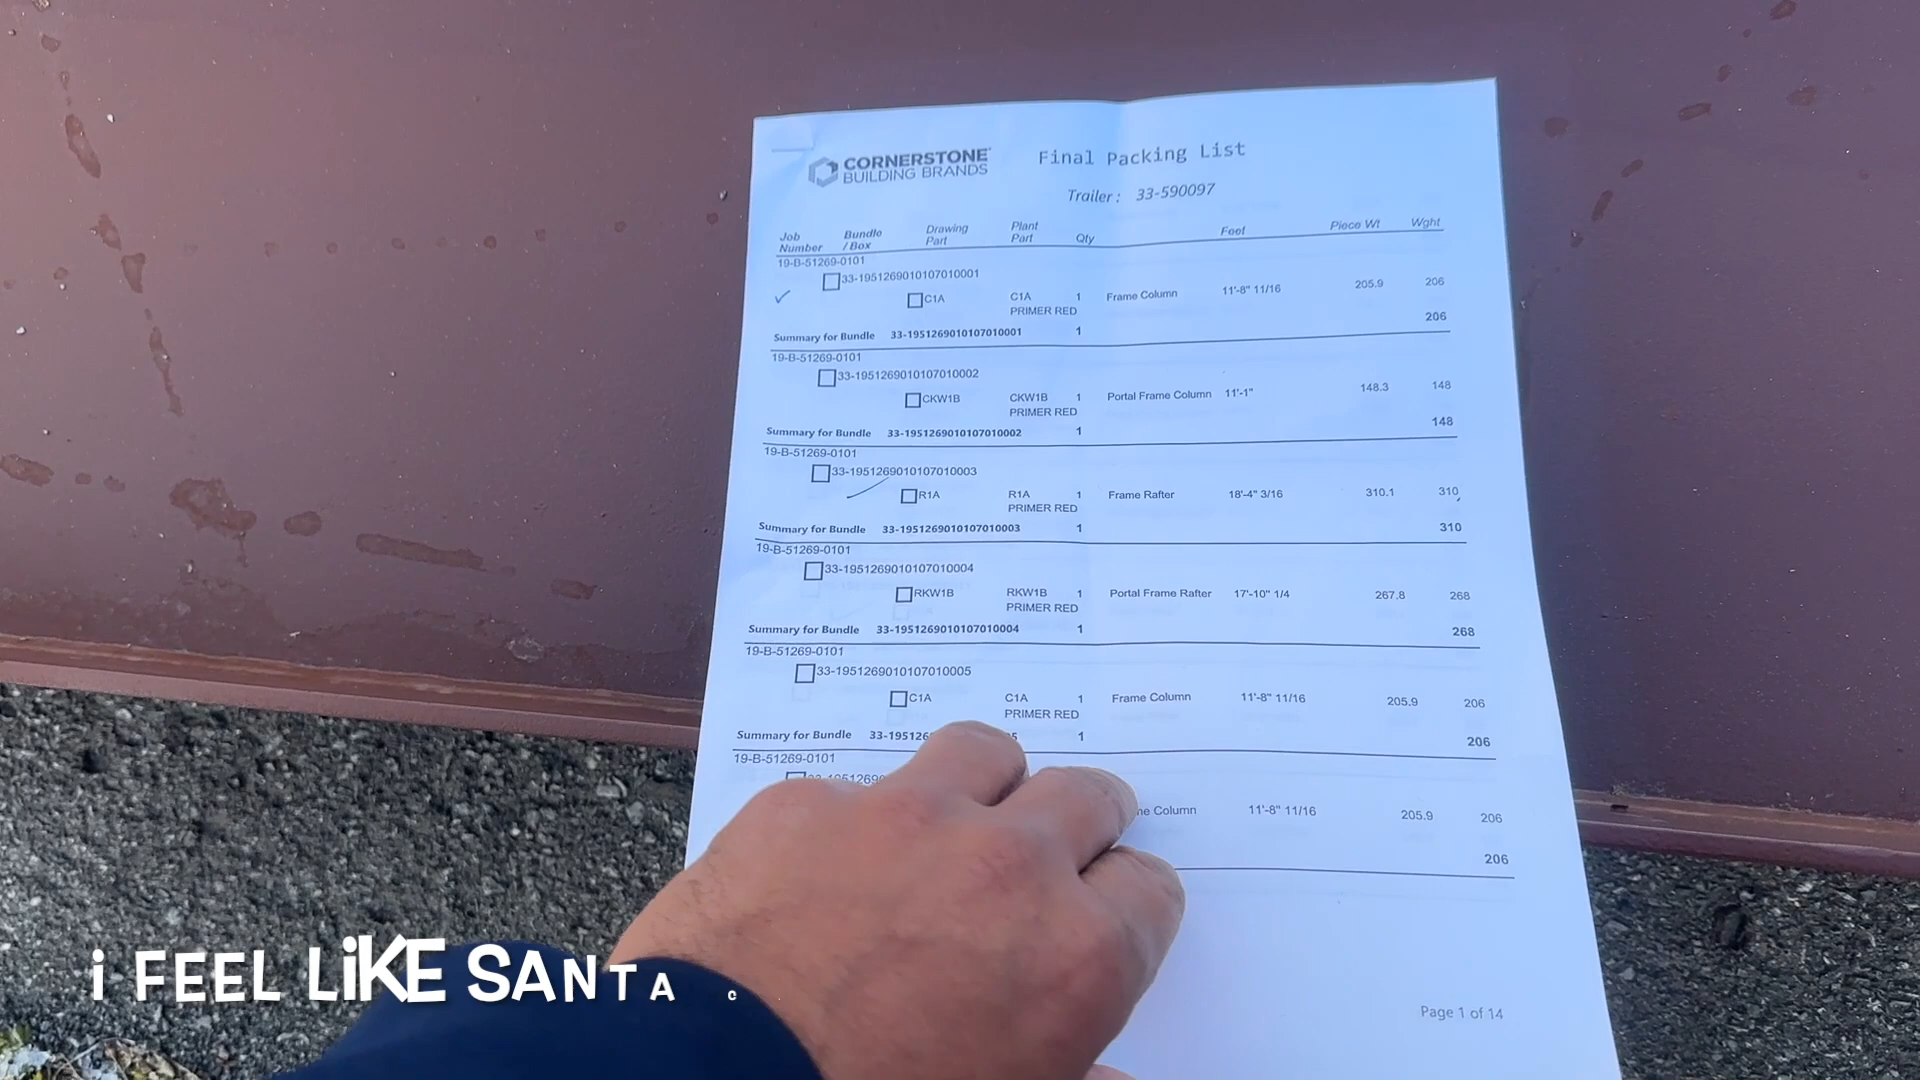 CORNERSTONE
BUILDING BRANDS
Final Packing List
Trailer: 33-590097
Job Number Bundle / Box Drawing Part Plant Part Qty Feet Piece Wt Wght
19-B-51269-0101
33-1951269010107010001
C1A C1A 1 Frame Column 11'-8" 11/16 205.9 206
PRIMER RED
206
Summary for Bundle 33-1951269010107010001 1
19-B-51269-0101
33-1951269010107010002
CKW1B CKW1B 1 Portal Frame Column 11'-1" 148.3 148
PRIMER RED
148
Summary for Bundle 33-1951269010107010002 1
19-B-51269-0101
33-1951269010107010003
R1A R1A 1 Frame Rafter 18'-4" 3/16 310.1 310
PRIMER RED
Summary for Bundle 33-1951269010107010003 1 310
19-B-51269-0101
33-1951269010107010004
RKW1B RKW1B 1 Portal Frame Rafter 17'-10" 1/4 267.8 268
PRIMER RED
Summary for Bundle 33-1951269010107010004 1 268
19-B-51269-0101
33-1951269010107010005
C1A C1A 1 Frame Column 11'-8" 11/16 205.9 206
PRIMER RED
Summary for Bundle 1 206
19-B-51269-0101
Column 11'-8" 11/16 205.9 206
206
Page 1 of 14
i FEEL LiKE SANTA c